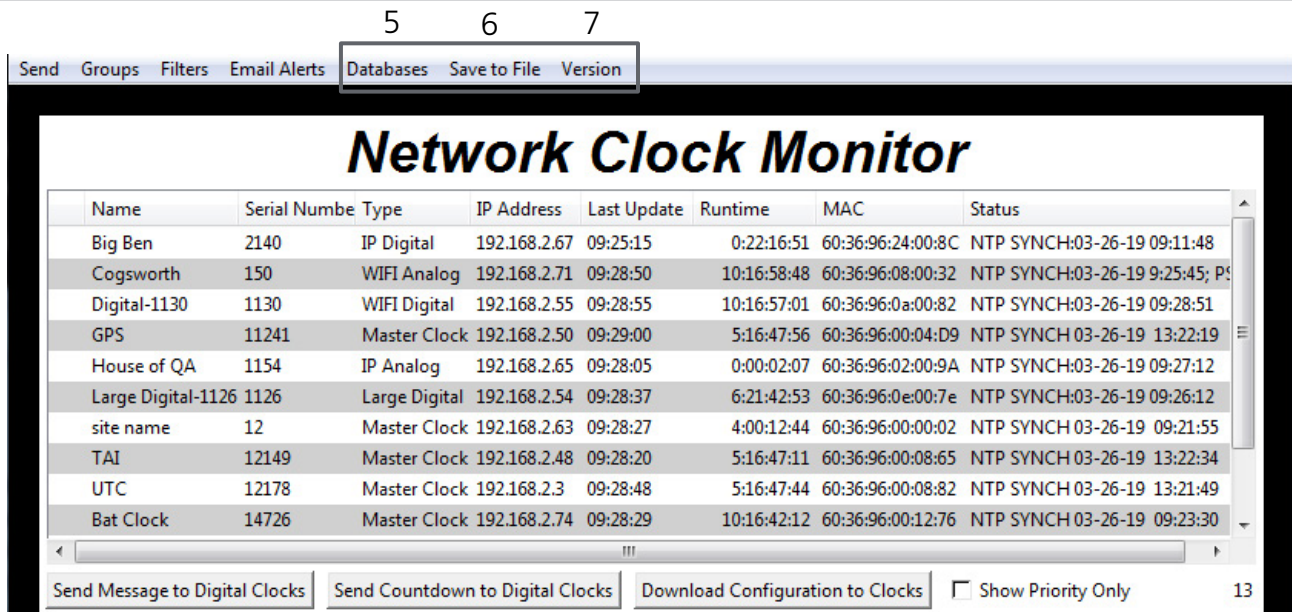 5 6 7
Send Groups Filters Email Alerts Databases Save to File Version
Network Clock Monitor
Name Serial Numbe Type IP Address Last Update Runtime MAC Status
Big Ben 2140 IP Digital 192.168.2.67 09:25:15 0:22:16:51 60:36:96:24:00:8C NTP SYNCH:03-26-19 09:11:48
Cogsworth 150 WIFI Analog 192.168.2.71 09:28:50 10:16:58:48 60:36:96:08:00:32 NTP SYNCH:03-26-19 9:25:45; PS
Digital-1130 1130 WIFI Digital 192.168.2.55 09:28:55 10:16:57:01 60:36:96:0a:00:82 NTP SYNCH:03-26-19 09:28:51
GPS 11241 Master Clock 192.168.2.50 09:29:00 5:16:47:56 60:36:96:00:04:D9 NTP SYNCH 03-26-19 13:22:19
House of QA 1154 IP Analog 192.168.2.65 09:28:05 0:00:02:07 60:36:96:02:00:9A NTP SYNCH:03-26-19 09:27:12
Large Digital-1126 1126 Large Digital 192.168.2.54 09:28:37 6:21:42:53 60:36:96:0e:00:7e NTP SYNCH:03-26-19 09:26:12
site name 12 Master Clock 192.168.2.63 09:28:27 4:00:12:44 60:36:96:00:00:02 NTP SYNCH 03-26-19 09:21:55
TAI 12149 Master Clock 192.168.2.48 09:28:20 5:16:47:11 60:36:96:00:08:65 NTP SYNCH 03-26-19 13:22:34
UTC 12178 Master Clock 192.168.2.3 09:28:48 5:16:47:44 60:36:96:00:08:82 NTP SYNCH 03-26-19 13:21:49
Bat Clock 14726 Master Clock 192.168.2.74 09:28:29 10:16:42:12 60:36:96:00:12:76 NTP SYNCH 03-26-19 09:23:30
Send Message to Digital Clocks Send Countdown to Digital Clocks Download Configuration to Clocks Show Priority Only 13